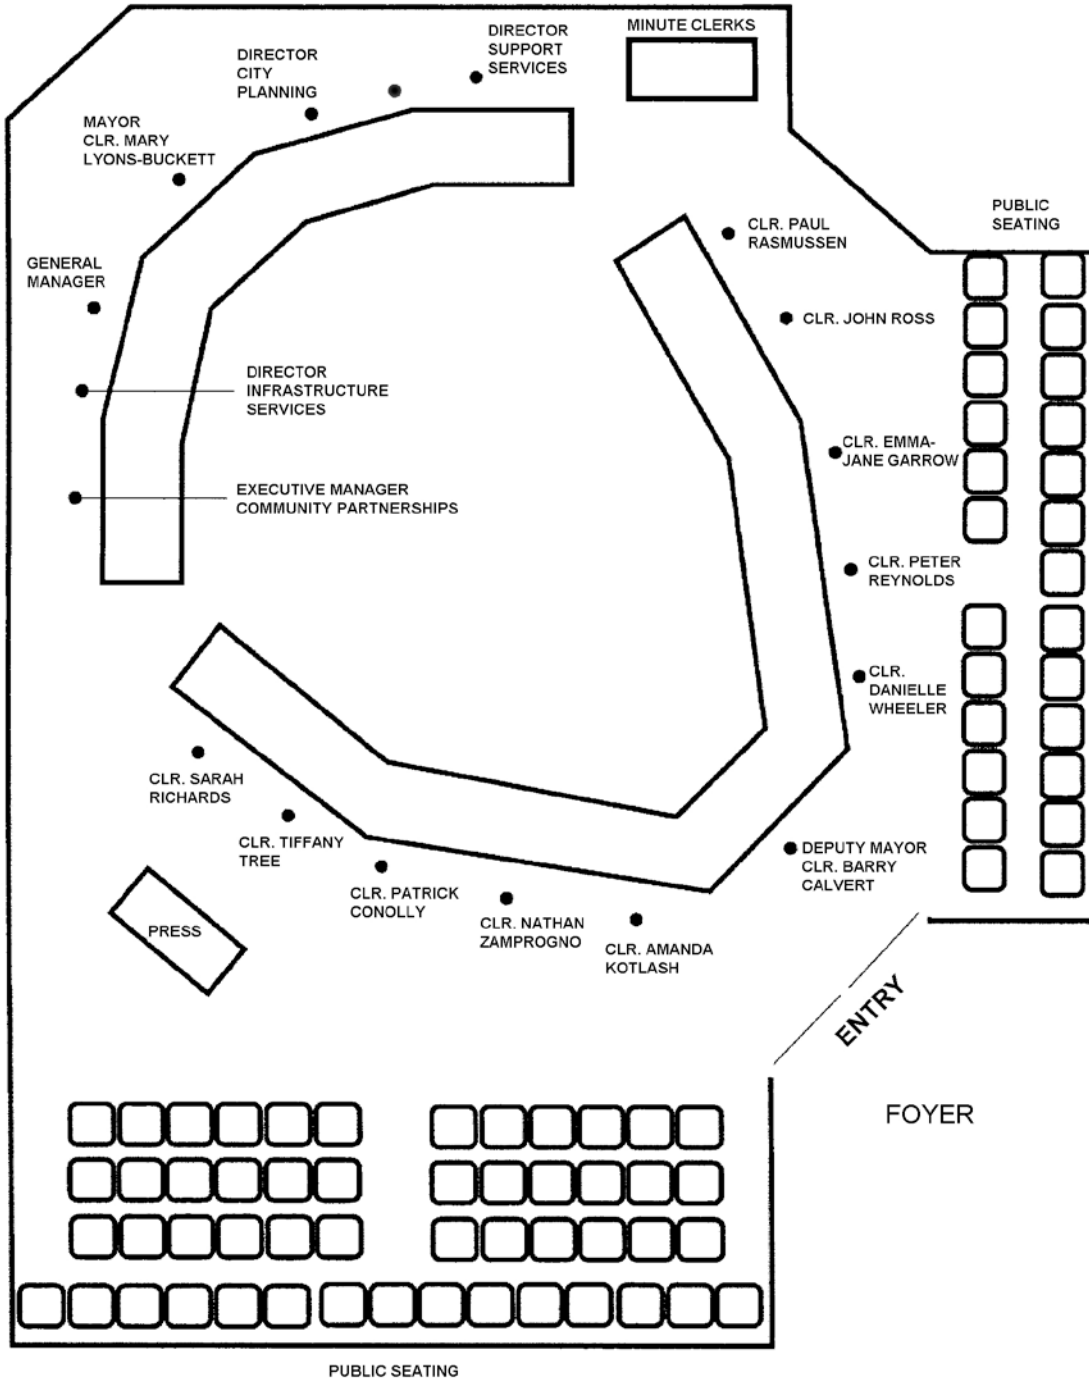 MINUTE CLERKS
DIRECTOR
SUPPORT
SERVICES
DIRECTOR
CITY
PLANNING
MAYOR
CLR. MARY
LYONS-BUCKETT
GENERAL
MANAGER
DIRECTOR
INFRASTRUCTURE
SERVICES
EXECUTIVE MANAGER
COMMUNITY PARTNERSHIPS
CLR. PAUL
RASMUSSEN
PUBLIC
SEATING
CLR. JOHN ROSS
CLR. EMMA-
JANE GARROW
CLR. PETER
REYNOLDS
CLR.
DANIELLE
WHEELER
DEPUTY MAYOR
CLR. BARRY
CALVERT
CLR. SARAH
RICHARDS
CLR. TIFFANY
TREE
CLR. PATRICK
CONOLLY
CLR. NATHAN
ZAMPROGNO
CLR. AMANDA
KOTLASH
PRESS
ENTRY
FOYER
PUBLIC SEATING